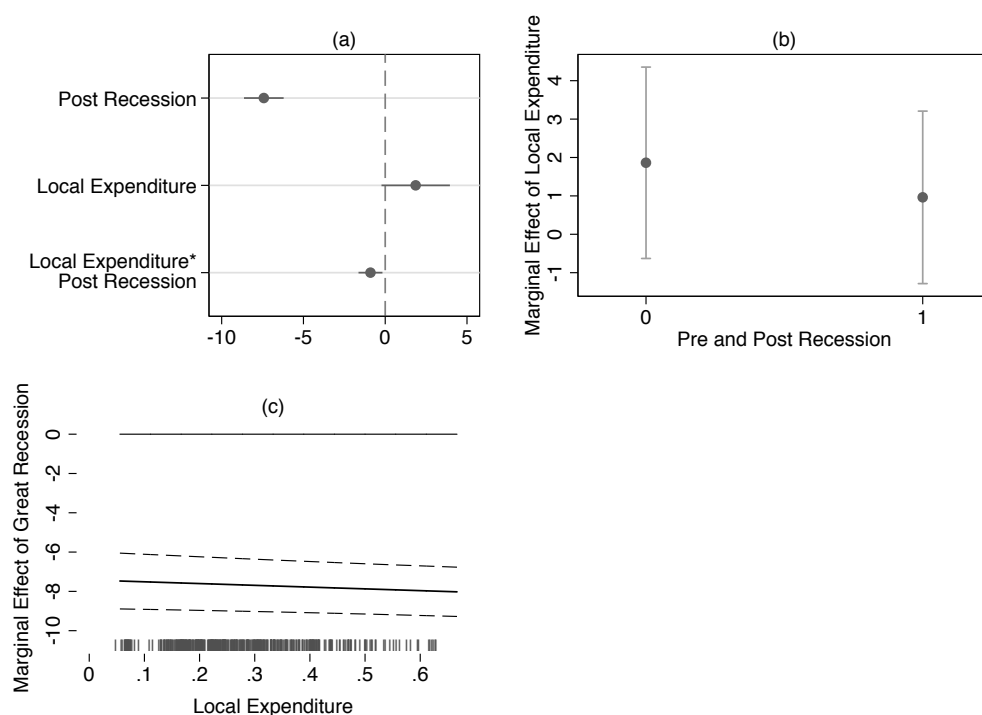 (a)
Post Recession
Local Expenditure
Local Expenditure*
Post Recession
-10 -5 0 5
(b)
Marginal Effect of Local Expenditure
4
3
2
1
0
-1
0 1
Pre and Post Recession
(c)
Marginal Effect of Great Recession
0
-2
-4
-6
-8
-10
0 .1 .2 .3 .4 .5 .6
Local Expenditure